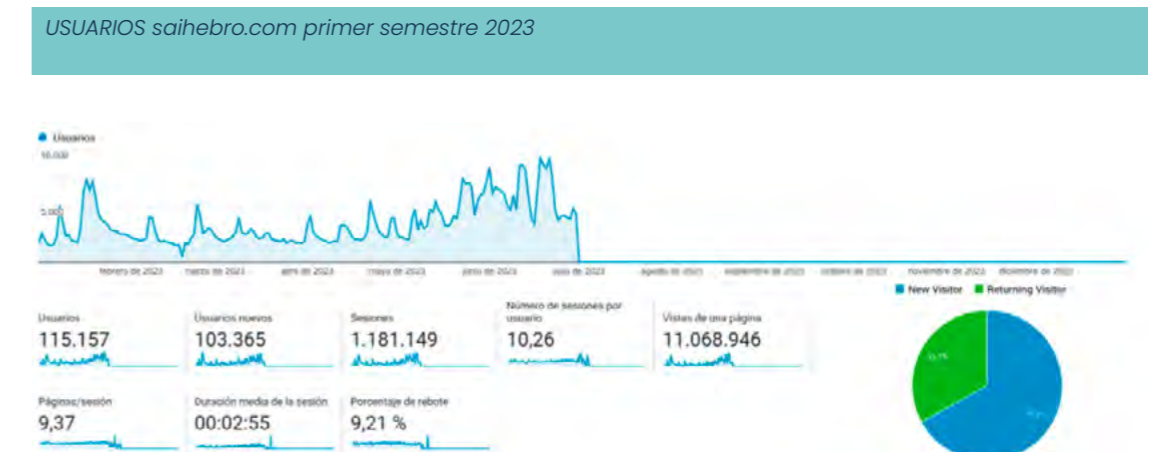 USUARIOS saihebro.com primer semestre 2023
Usuarios
10.000
5.000
febrero de 2023 marzo de 2023 abril de 2023 mayo de 2023 junio de 2023 julio de 2023 agosto de 2023 septiembre de 2023 octubre de 2023 noviembre de 2023 diciembre de 2023
New Visitor Returning Visitor
Usuarios
115.157
Usuarios nuevos
103.365
Sesiones
1.181.149
Número de sesiones por
usuario
10,26
Vistas de una página
11.068.946
Páginas/sesión
9,37
Duración media de la sesión
00:02:55
Porcentaje de rebote
9,21 %